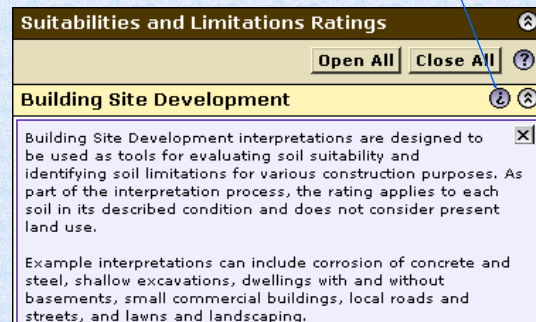 Suitabilities and Limitations Ratings
Open All Close All ?
Building Site Development i
Building Site Development interpretations are designed to
be used as tools for evaluating soil suitability and
identifying soil limitations for various construction purposes. As
part of the interpretation process, the rating applies to each
soil in its described condition and does not consider present
land use.
Example interpretations can include corrosion of concrete and
steel, shallow excavations, dwellings with and without
basements, small commercial buildings, local roads and
streets, and lawns and landscaping.